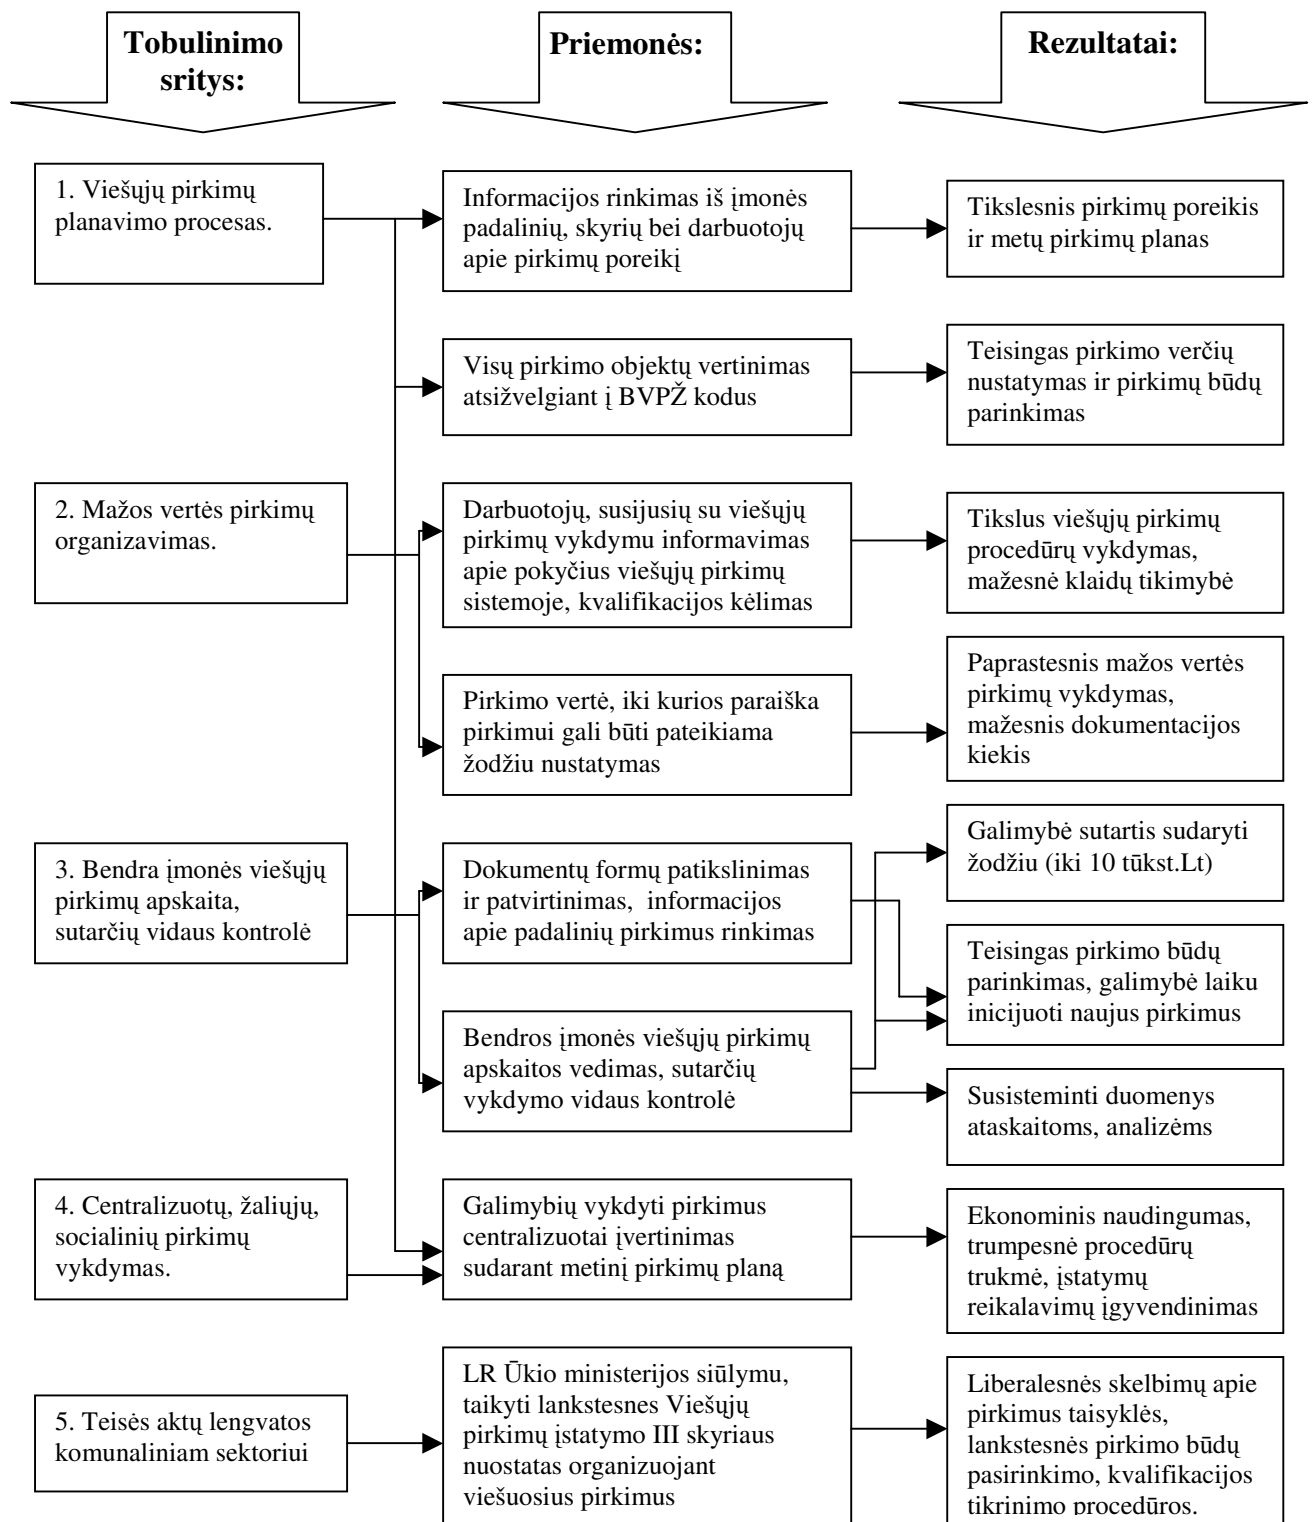 Tobulinimo
sritys:
Priemonės:
Rezultatai:
1. Viešųjų pirkimų
planavimo procesas.
Informacijos rinkimas iš įmonės
padalinių, skyrių bei darbuotojų
apie pirkimų poreikį
Tikslesnis pirkimų poreikis
ir metų pirkimų planas
Visų pirkimo objektų vertinimas
atsižvelgiant į BVPŽ kodus
Teisingas pirkimo verčių
nustatymas ir pirkimų būdų
parinkimas
2. Mažos vertės pirkimų
organizavimas.
Darbuotojų, susijusių su viešųjų
pirkimų vykdymu informavimas
apie pokyčius viešųjų pirkimų
sistemoje, kvalifikacijos kėlimas
Tikslus viešųjų pirkimų
procedūrų vykdymas,
mažesnė klaidų tikimybė
Pirkimo vertė, iki kurios paraiška
pirkimui gali būti pateikiama
žodžiu nustatymas
Paprastesnis mažos vertės
pirkimų vykdymas,
mažesnis dokumentacijos
kiekis
3. Bendra įmonės viešųjų
pirkimų apskaita,
sutarčių vidaus kontrolė
Dokumentų formų patikslinimas
ir patvirtinimas, informacijos
apie padalinių pirkimus rinkimas
Galimybė sutartis sudaryti
žodžiu (iki 10 tūkst.Lt)
Teisingas pirkimo būdų
parinkimas, galimybė laiku
inicijuoti naujus pirkimus
Bendros įmonės viešųjų pirkimų
apskaitos vedimas, sutarčių
vykdymo vidaus kontrolė
Susisteminti duomenys
ataskaitoms, analizėms
4. Centralizuotų, žaliųjų,
socialinių pirkimų
vykdymas.
Galimybių vykdyti pirkimus
centralizuotai įvertinimas
sudarant metinį pirkimų planą
Ekonominis naudingumas,
trumpesnė procedūrų
trukmė, įstatymų
reikalavimų įgyvendinimas
5. Teisės aktų lengvatos
komunaliniam sektoriui
LR Ūkio ministerijos siūlymu,
taikyti lankstesnes Viešųjų
pirkimų įstatymo III skyriaus
nuostatas organizuojant
viešuosius pirkimus
Liberalesnės skelbimų apie
pirkimus taisyklės,
lankstesnės pirkimo būdų
pasirinkimo, kvalifikacijos
tikrinimo procedūros.